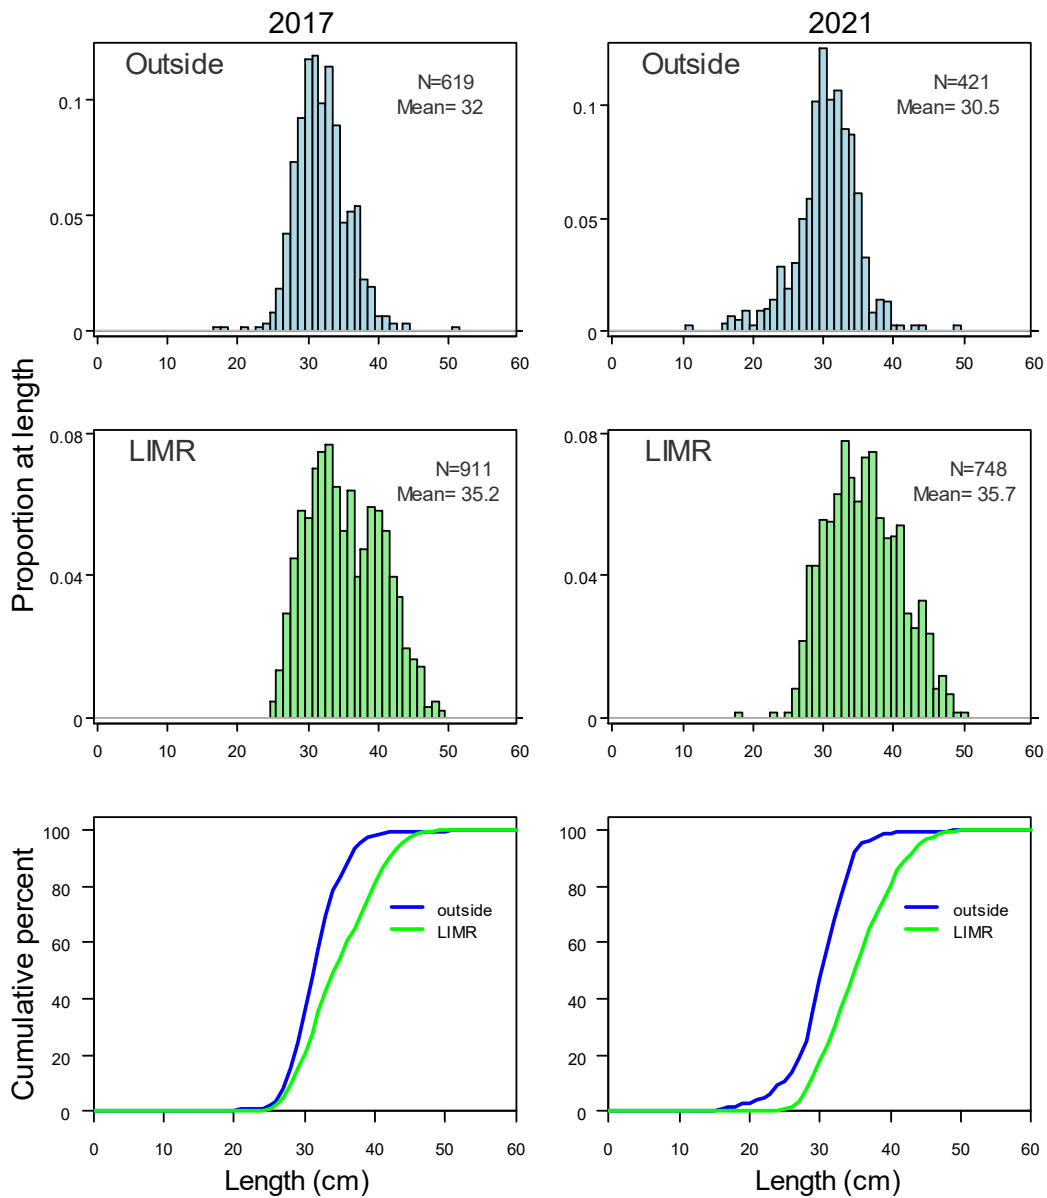 2017
2021
Outside
N=619
Mean= 32
0.1
0.05
0
0 10 20 30 40 50 60
Outside
N=421
Mean= 30.5
0.1
0.05
0
0 10 20 30 40 50 60
Proportion at length
LIMR
N=911
Mean= 35.2
0.08
0.04
0
0 10 20 30 40 50 60
LIMR
N=748
Mean= 35.7
0.08
0.04
0
0 10 20 30 40 50 60
Cumulative percent
100
80
60
40
20
0
outside
LIMR
0 10 20 30 40 50 60
Length (cm)
100
80
60
40
20
0
outside
LIMR
0 10 20 30 40 50 60
Length (cm)